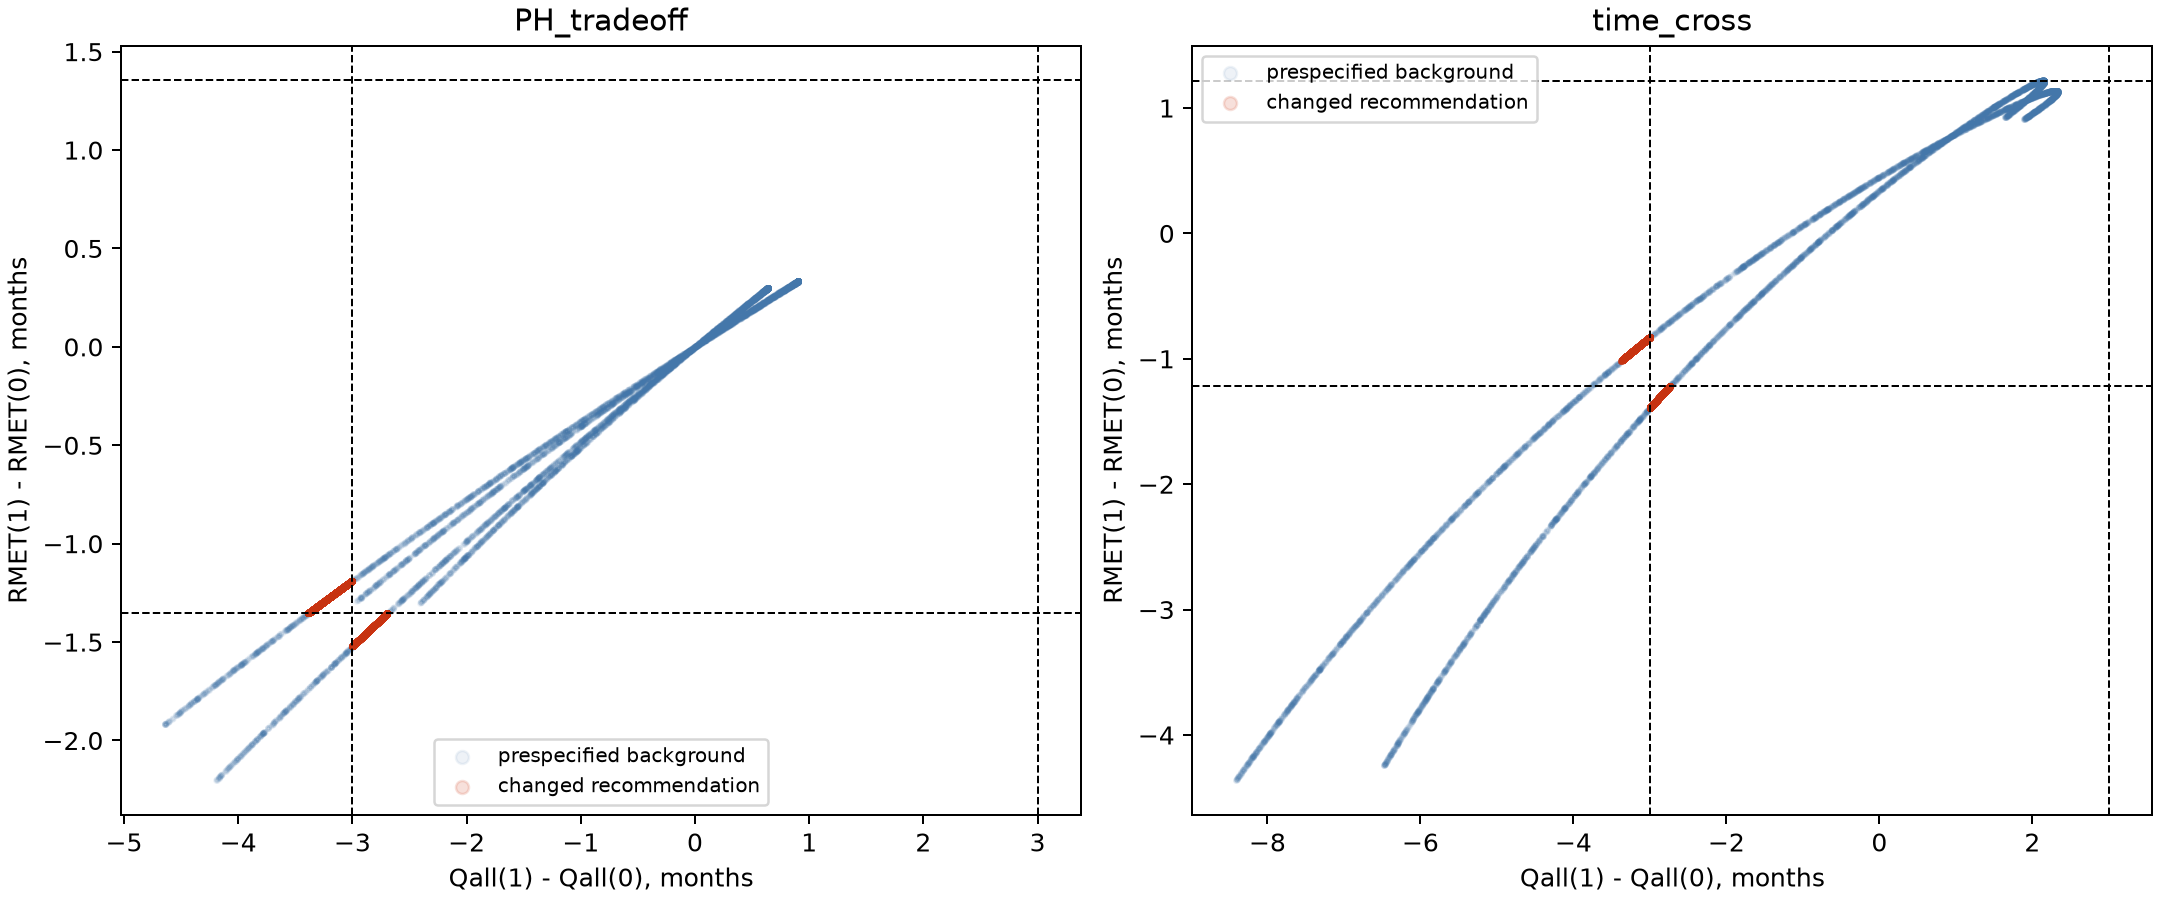 PH_tradeoff
1.5
1.0
0.5
0.0
−0.5
−1.0
−1.5
−2.0
RMET(1) - RMET(0), months
−5
−4
−3
−2
−1
0
1
2
3
Qall(1) - Qall(0), months
prespecified background
changed recommendation
time_cross
prespecified background
changed recommendation
1
0
−1
−2
−3
−4
RMET(1) - RMET(0), months
−8
−6
−4
−2
0
2
Qall(1) - Qall(0), months